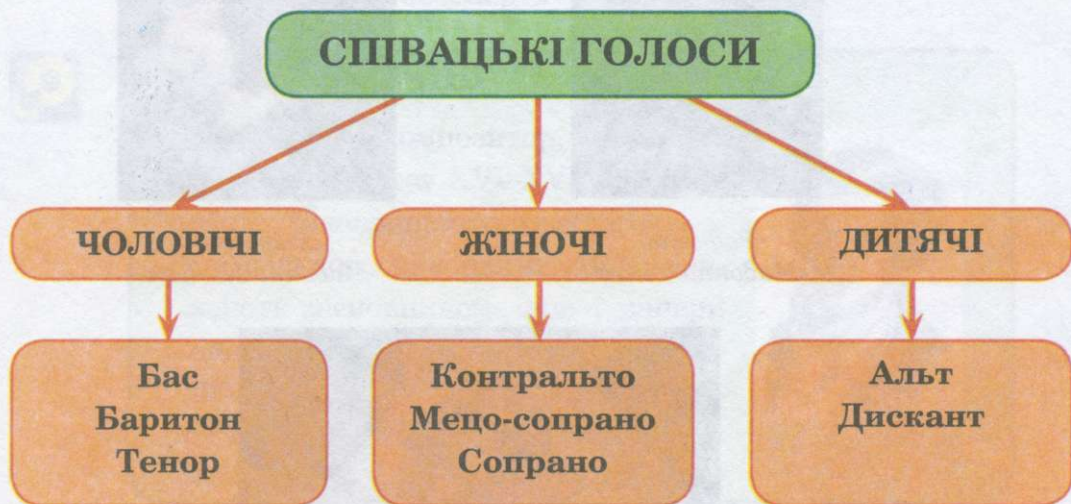 СПІВАЦЬКІ ГОЛОСИ
ЧОЛОВІЧІ
ЖІНОЧІ
ДИТЯЧІ
Бас
Баритон
Тенор
Контральто
Мецо-сопрано
Сопрано
Альт
Дискант